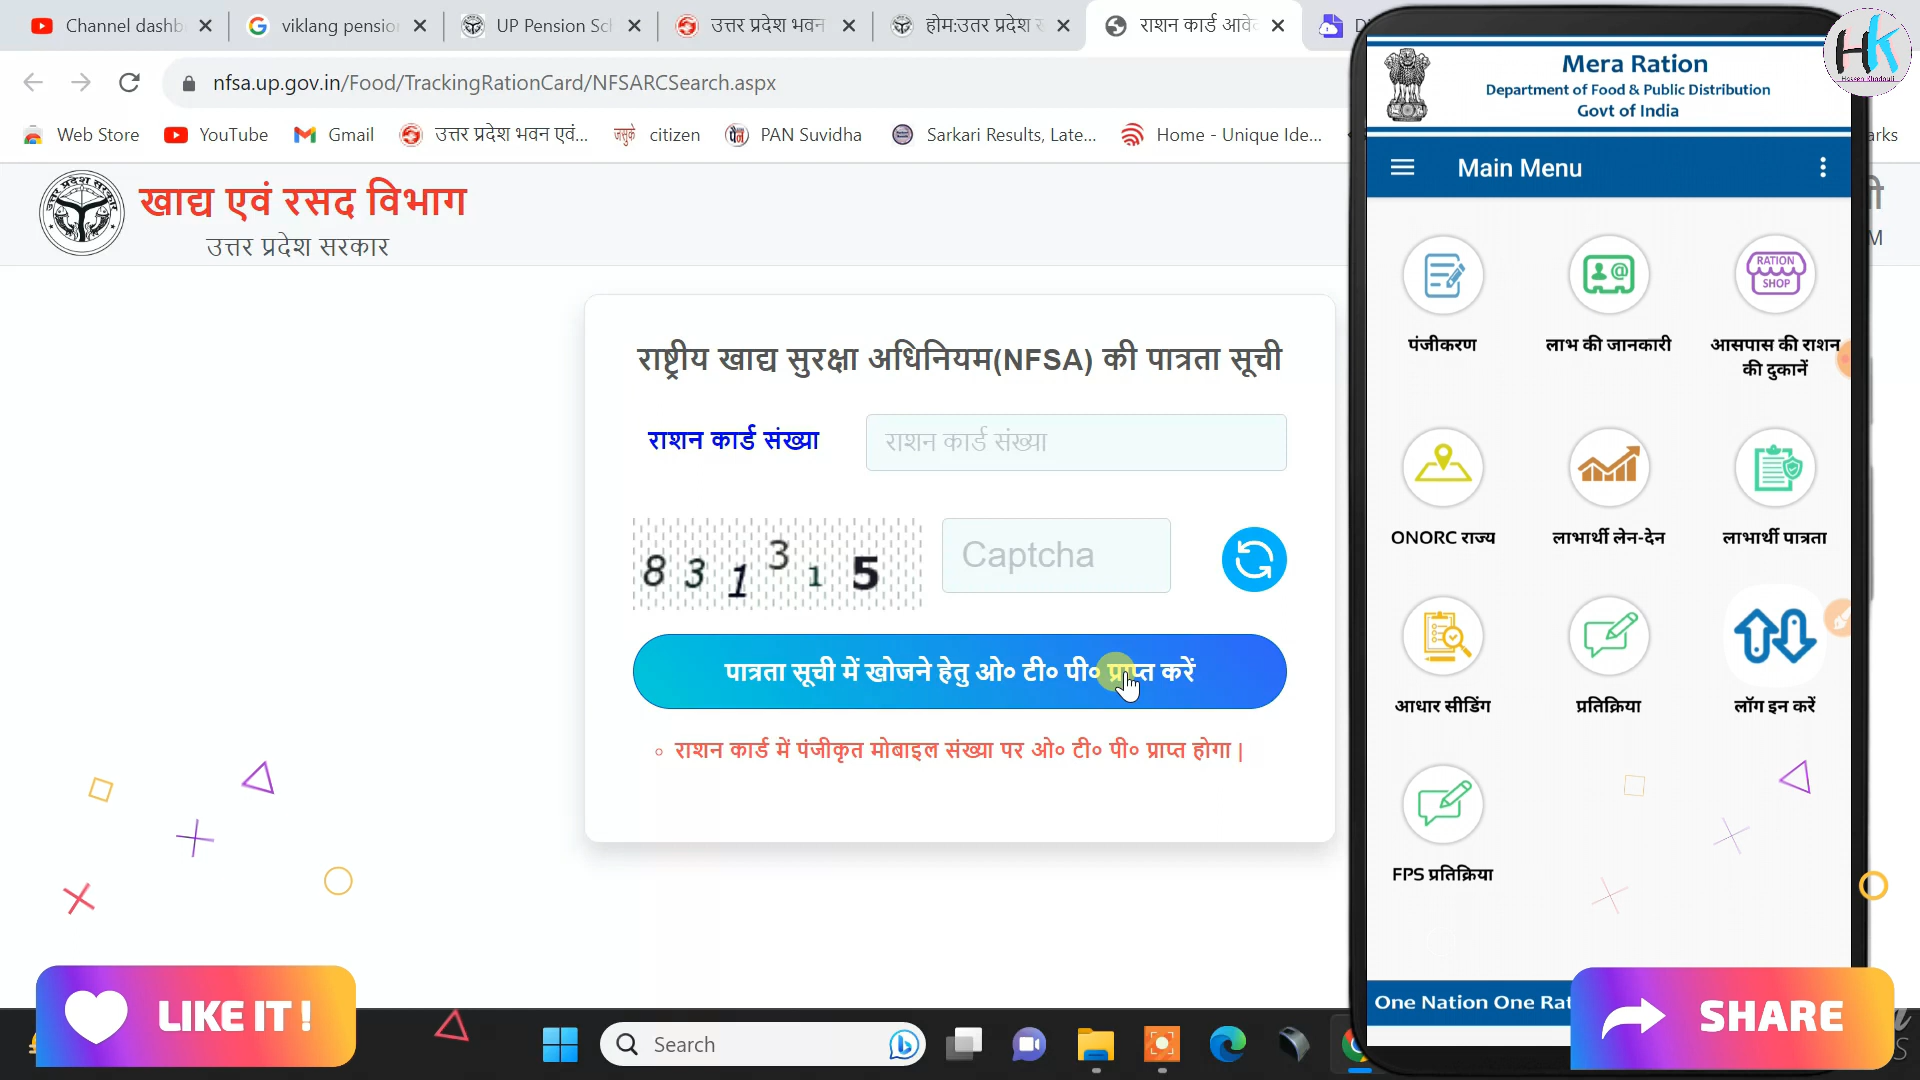 Channel dashb
viklang pensio
UP Pension Sc
उत्तर प्रदेश भवन
होम:उतर प्रदेश स
राशन कार्ड आवे
nfsa.up.gov.in/Food/TrackingRationCard/NFSARCSearch.aspx
Web Store
YouTube
Gmail
उत्तर प्रदेश भवन एवं...
citizen
PAN Suvidha
Sarkari Results, Late...
Home - Unique Ide...
arks
खाद्य एवं रसद विभाग
उत्तर प्रदेश सरकार
राष्ट्रीय खाद्य सुरक्षा अधिनियम(NFSA) की पात्रता सूची
राशन कार्ड संख्या
राशन कार्ड संख्या
8 3 1 3 1 5
Captcha
पात्रता सूची में खोजने हेतु ओ० टी० पी० प्राप्त करें
राशन कार्ड में पंजीकृत मोबाइल संख्या पर ओ० टी० पी० प्राप्त होगा |
Mera Ration
Department of Food & Public Distribution
Govt of India
Main Menu
पंजीकरण
लाभ की जानकारी
RATION
SHOP
आसपास की राशन
की दुकानें
ONORC राज्य
लाभार्थी लेन-देन
लाभार्थी पात्रता
आधार सीडिंग
प्रतिक्रिया
लॉग इन करें
FPS प्रतिक्रिया
One Nation One Rat
LIKE IT !
SHARE
Search
HK